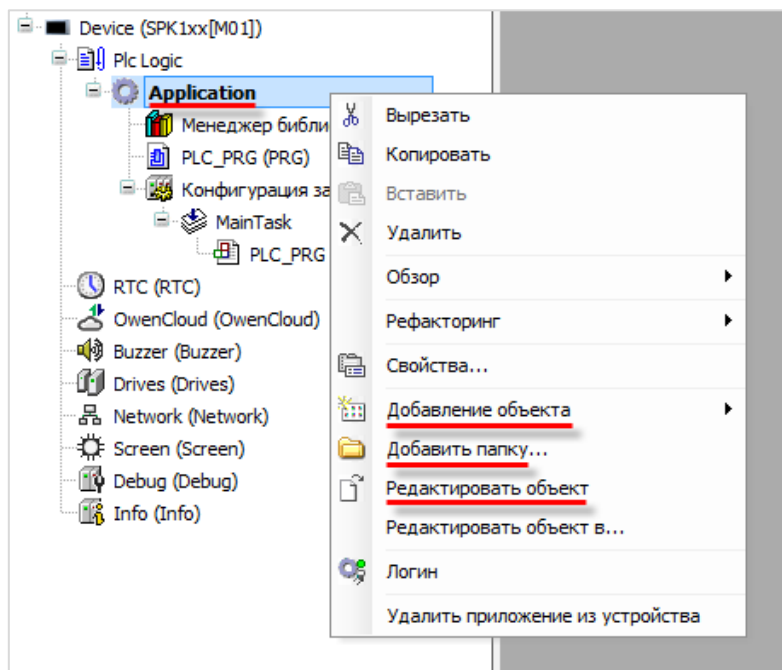 Device (SPK1xx[M01])
Plc Logic
Application
Менеджер библи
PLC_PRG (PRG)
Конфигурация за
MainTask
PLC_PRG
RTC (RTC)
OwenCloud (OwenCloud)
Buzzer (Buzzer)
Drives (Drives)
Network (Network)
Screen (Screen)
Debug (Debug)
Info (Info)
Вырезать
Копировать
Вставить
Удалить
Обзор
Рефакторинг
Свойства...
Добавление объекта
Добавить папку...
Редактировать объект
Редактировать объект в...
Логин
Удалить приложение из устройства